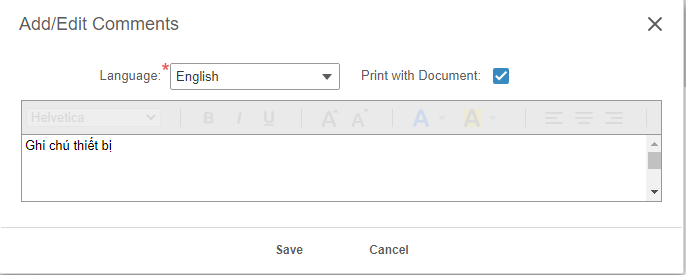 Add/Edit Comments
Language:* English Print with Document:
Helvetica B I U A A A A
Ghi chú thiết bị
Save Cancel